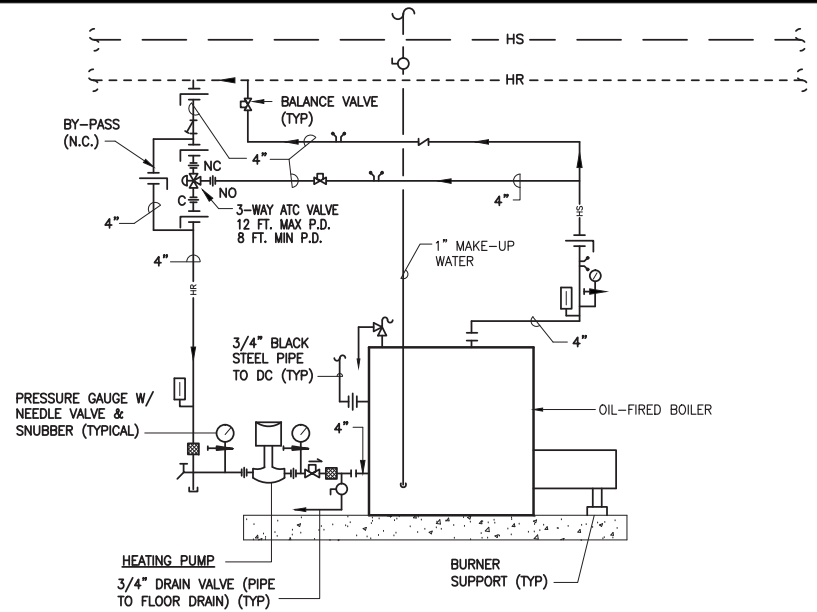 HS
HR
BALANCE VALVE
(TYP)
BY-PASS
(N.C.)
4"
NC
NO
C
3-WAY ATC VALVE
12 FT. MAX P.D.
8 FT. MIN P.D.
4"
4"
HS
4"
HR
1" MAKE-UP
WATER
3/4" BLACK
STEEL PIPE
TO DC (TYP)
4"
PRESSURE GAUGE W/
NEEDLE VALVE &
SNUBBER (TYPICAL)
OIL-FIRED BOILER
4"
HEATING PUMP
3/4" DRAIN VALVE (PIPE
TO FLOOR DRAIN) (TYP)
BURNER
SUPPORT (TYP)